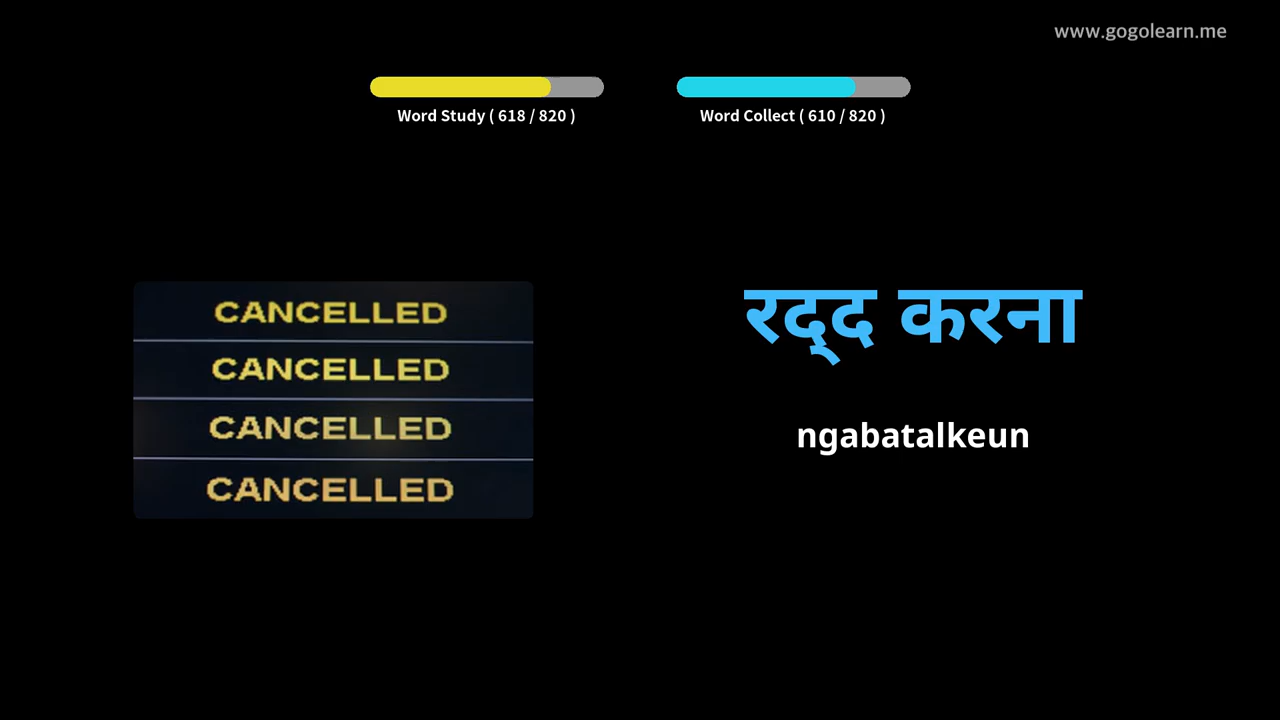 www.gogolearn.me
Word Study ( 618 / 820 )
Word Collect ( 610 / 820 )
CANCELLED
CANCELLED
CANCELLED
CANCELLED
रद्‌द करना
ngabatalkeun